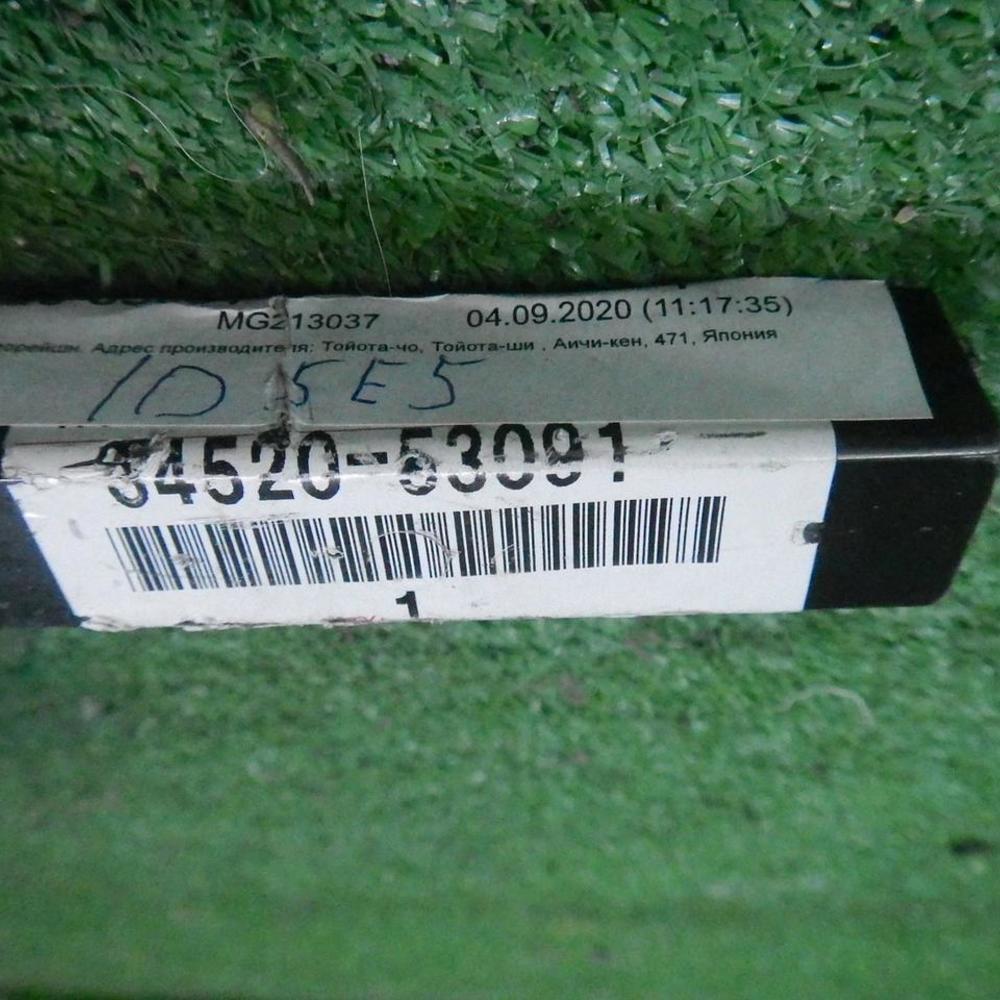 MG213037 04.09.2020 (11:17:35)
Адрес производителя: Тойота-чо, Тойота-ши , Аичи-кен, 471, Япония
1D 5E5
34520-53091
1